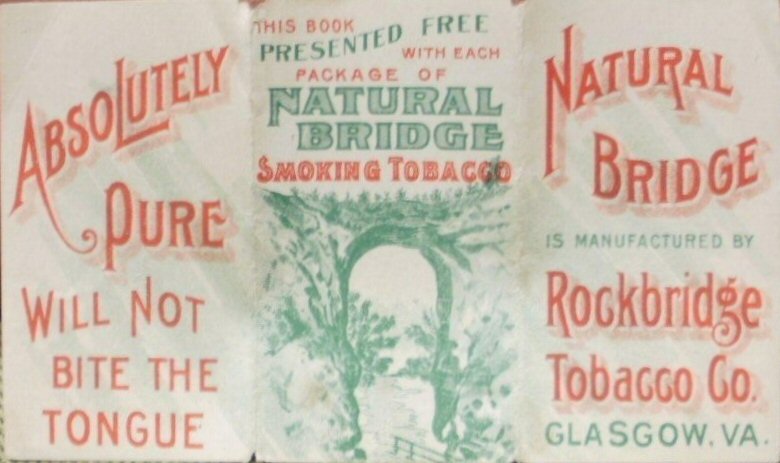 ABSOLUTELY
PURE
WILL NOT
BITE THE
TONGUE
THIS BOOK
PRESENTED FREE
WITH EACH
PACKAGE OF
NATURAL
BRIDGE
SMOKING TOBACCO
NATURAL
BRIDGE
IS MANUFACTURED BY
Rockbridge
Tobacco Co.
GLASGOW, VA.